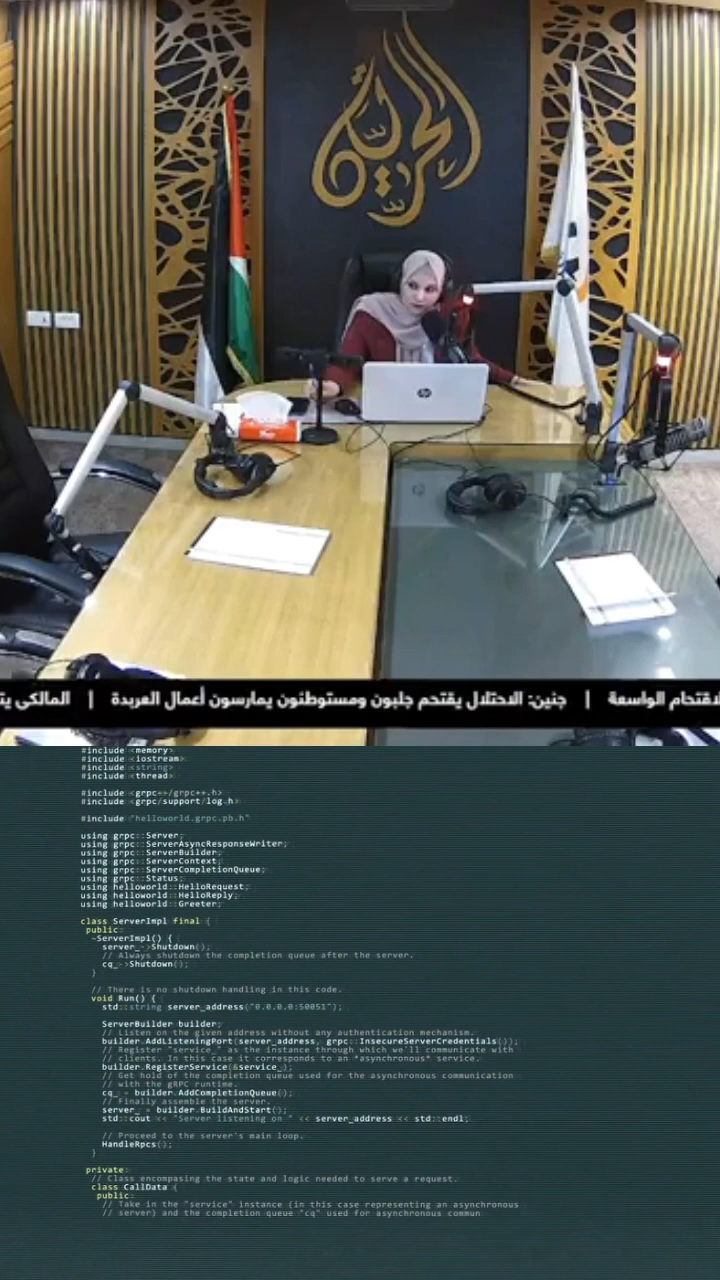 الحرية
hp
لاقتحام الواسعة | جنين: الاحتلال يقتحم جلبون ومستوطنون يمارسون أعمال العربدة | المالكي
#include <memory>
#include <iostream>
#include <string>
#include <thread>
#include <grpc++/grpc++.h>
#include <grpc/support/log.h>
#include "helloworld.grpc.pb.h"
using grpc::Server;
using grpc::ServerAsyncResponseWriter;
using grpc::ServerBuilder;
using grpc::ServerContext;
using grpc::ServerCompletionQueue;
using grpc::Status;
using helloworld::HelloRequest;
using helloworld::HelloReply;
using helloworld::Greeter;
class ServerImpl final {
public:
~ServerImpl() {
server_->Shutdown();
// Always shutdown the completion queue after the server.
cq_->Shutdown();
}
// There is no shutdown handling in this code.
void Run() {
std::string server_address("0.0.0.0:50051");
ServerBuilder builder;
// Listen on the given address without any authentication mechanism.
builder.AddListeningPort(server_address, grpc::InsecureServerCredentials());
// Register "service_" as the instance through which we'll communicate with
// clients. In this case it corresponds to an *asynchronous* service.
builder.RegisterService(&service_);
// Get hold of the completion queue used for the asynchronous communication
// with the gRPC runtime.
cq_ = builder.AddCompletionQueue();
// Finally assemble the server.
server_ = builder.BuildAndStart();
std::cout << "Server listening on " << server_address << std::endl;
// Proceed to the server's main loop.
HandleRpcs();
}
private:
// Class encompasing the state and logic needed to serve a request.
class CallData {
public:
// Take in the "service" instance (in this case representing an asynchronous
// server) and the completion queue "cq" used for asynchronous commun